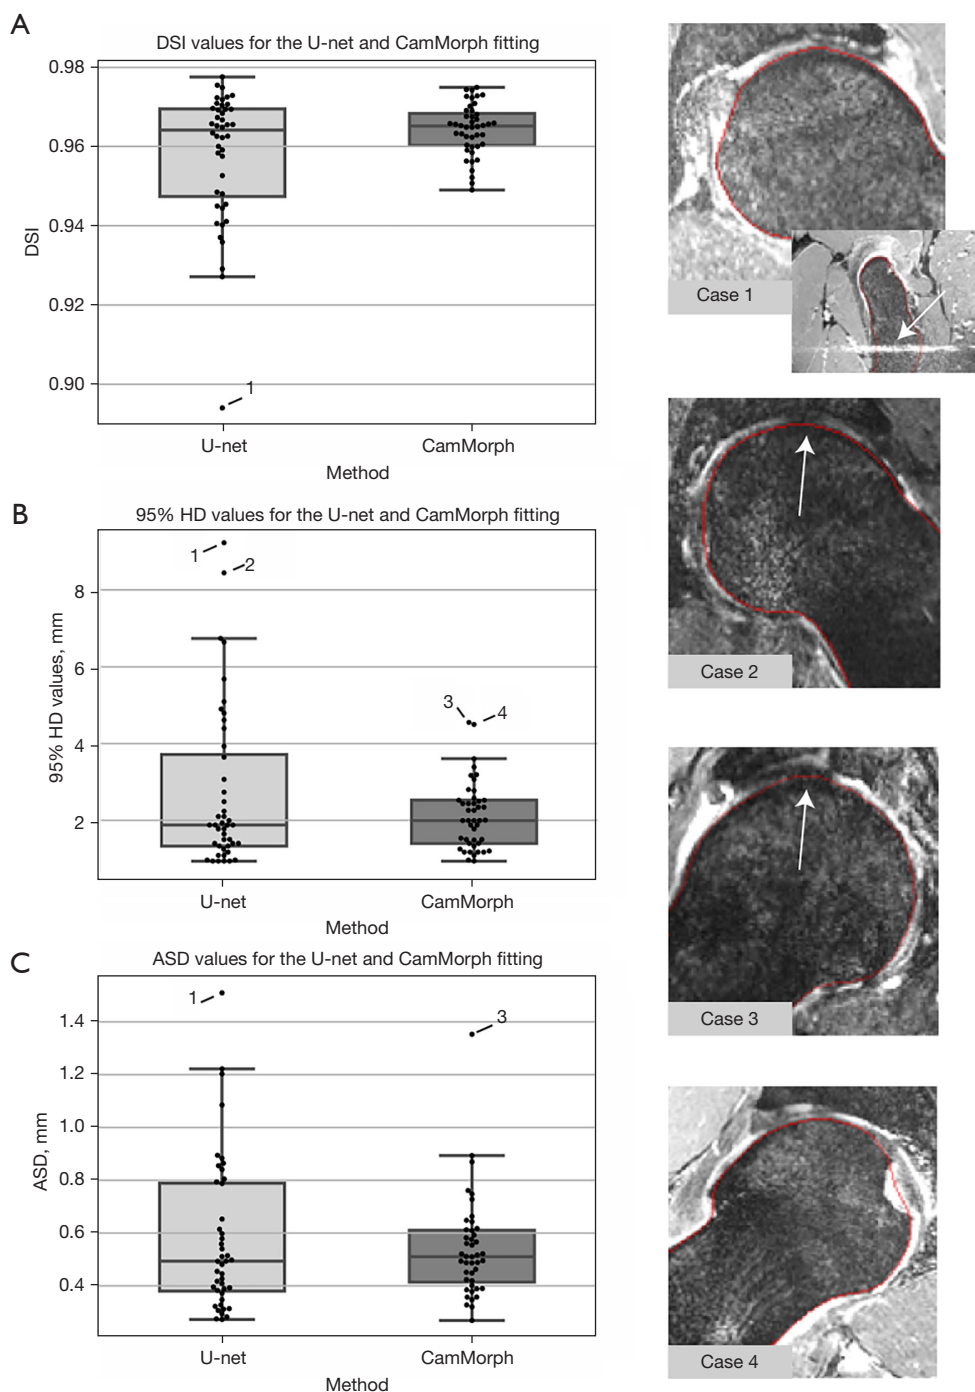 A
DSI values for the U-net and CamMorph fitting
0.98
0.96
0.94
0.92
0.90
DSI
1
U-net
CamMorph
Method
B
95% HD values for the U-net and CamMorph fitting
8
6
4
2
95% HD values, mm
1
2
3
4
U-net
CamMorph
Method
C
ASD values for the U-net and CamMorph fitting
1.4
1.2
1.0
0.8
0.6
0.4
ASD, mm
1
3
U-net
CamMorph
Method
Case 1
Case 2
Case 3
Case 4